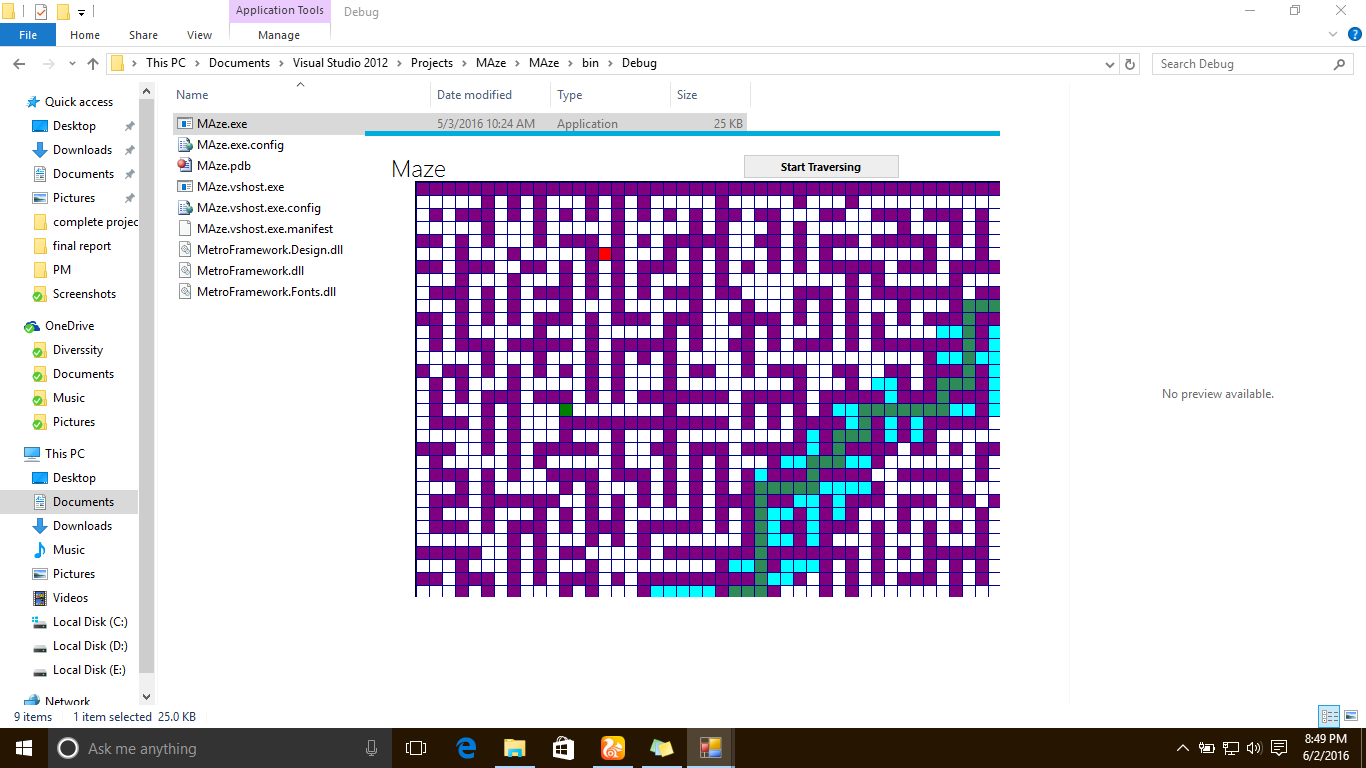 Application Tools Debug
File Home Share View Manage
This PC Documents Visual Studio 2012 Projects MAze MAze bin Debug
Search Debug
Quick access
Desktop
Downloads
Documents
Pictures
complete projec
final report
PM
Screenshots
OneDrive
Diverssity
Documents
Music
Pictures
This PC
Desktop
Documents
Downloads
Music
Pictures
Videos
Local Disk (C:)
Local Disk (D:)
Local Disk (E:)
Network
Name Date modified Type Size
MAze.exe 5/3/2016 10:24 AM Application 25 KB
MAze.exe.config
MAze.pdb
MAze.vshost.exe
MAze.vshost.exe.config
MAze.vshost.exe.manifest
MetroFramework.Design.dll
MetroFramework.dll
MetroFramework.Fonts.dll
Maze
Start Traversing
No preview available.
9 items 1 item selected 25.0 KB
Ask me anything
8:49 PM
6/2/2016